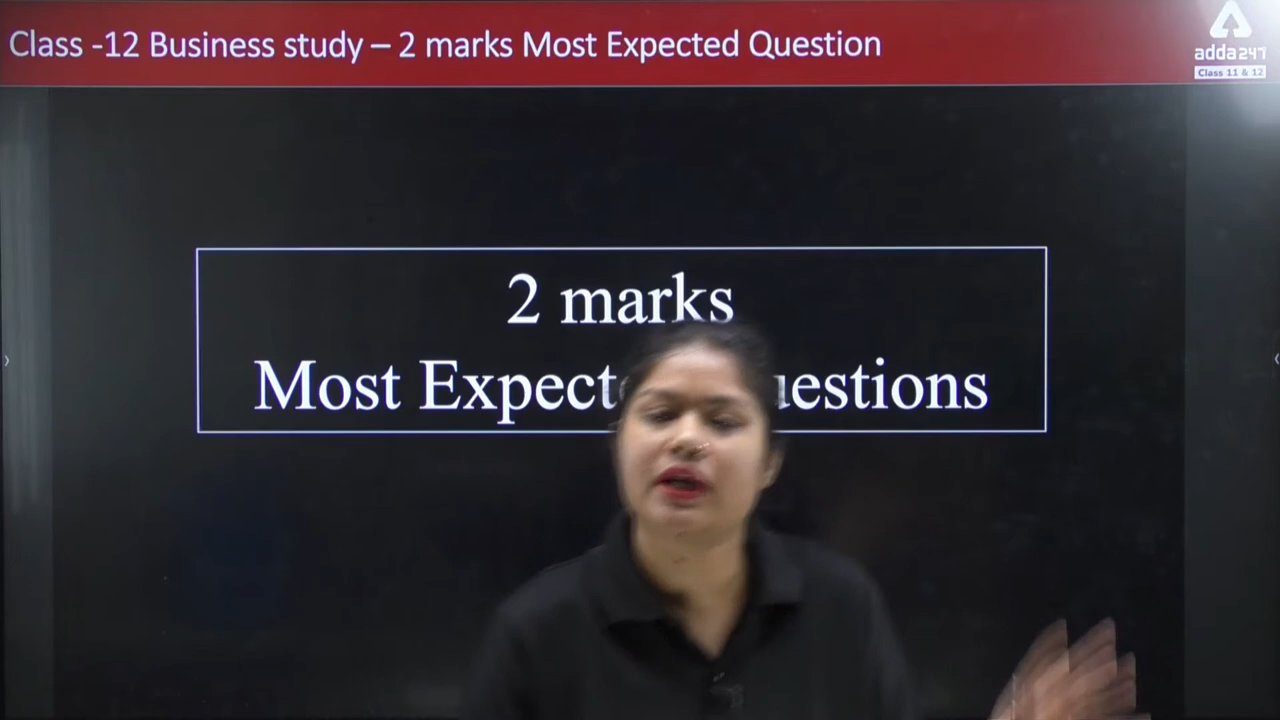 Class -12 Business study – 2 marks Most Expected Question
adda247
Class 11 & 12
2 marks
Most